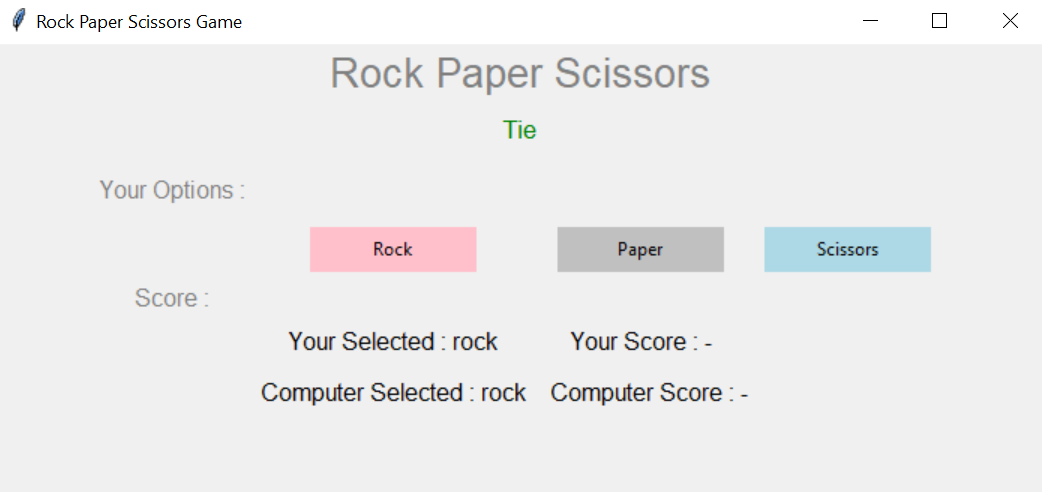 Rock Paper Scissors Game
Rock Paper Scissors
Tie
Your Options :
Rock Paper Scissors
Score :
Your Selected : rock Your Score : -
Computer Selected : rock Computer Score : -